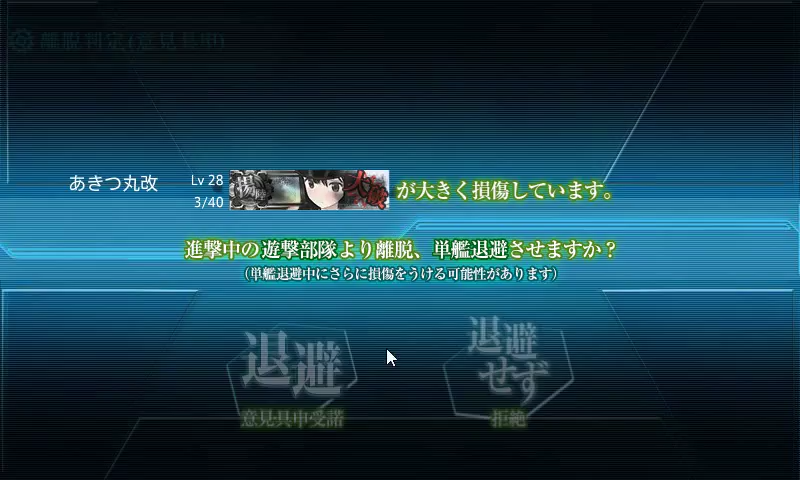 離脱判定(意見具申)
あきつ丸改
Lv 28
3/40
大破
が大きく損傷しています。
進撃中の遊撃部隊より離脱、単艦退避させますか？
(単艦退避中にさらに損傷をうける可能性があります)
退避
意見具申受諾
退避
せず
拒絶